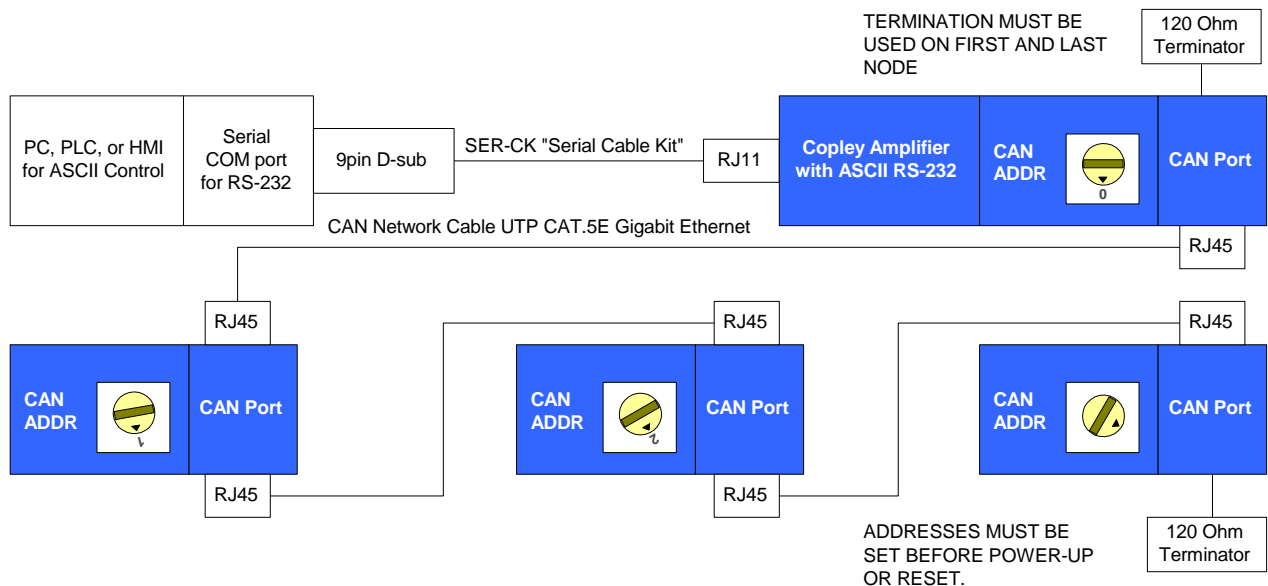 TERMINATION MUST BE
USED ON FIRST AND LAST
NODE
120 Ohm
Terminator
PC, PLC, or HMI
for ASCII Control
Serial
COM port
for RS-232
9pin D-sub
SER-CK "Serial Cable Kit"
RJ11
Copley Amplifier
with ASCII RS-232
CAN
ADDR
0
CAN Port
CAN Network Cable UTP CAT.5E Gigabit Ethernet
RJ45
RJ45
RJ45
RJ45
CAN
ADDR
1
CAN Port
CAN
ADDR
2
CAN Port
CAN
ADDR
CAN Port
RJ45
RJ45
ADDRESSES MUST BE
SET BEFORE POWER-UP
OR RESET.
120 Ohm
Terminator